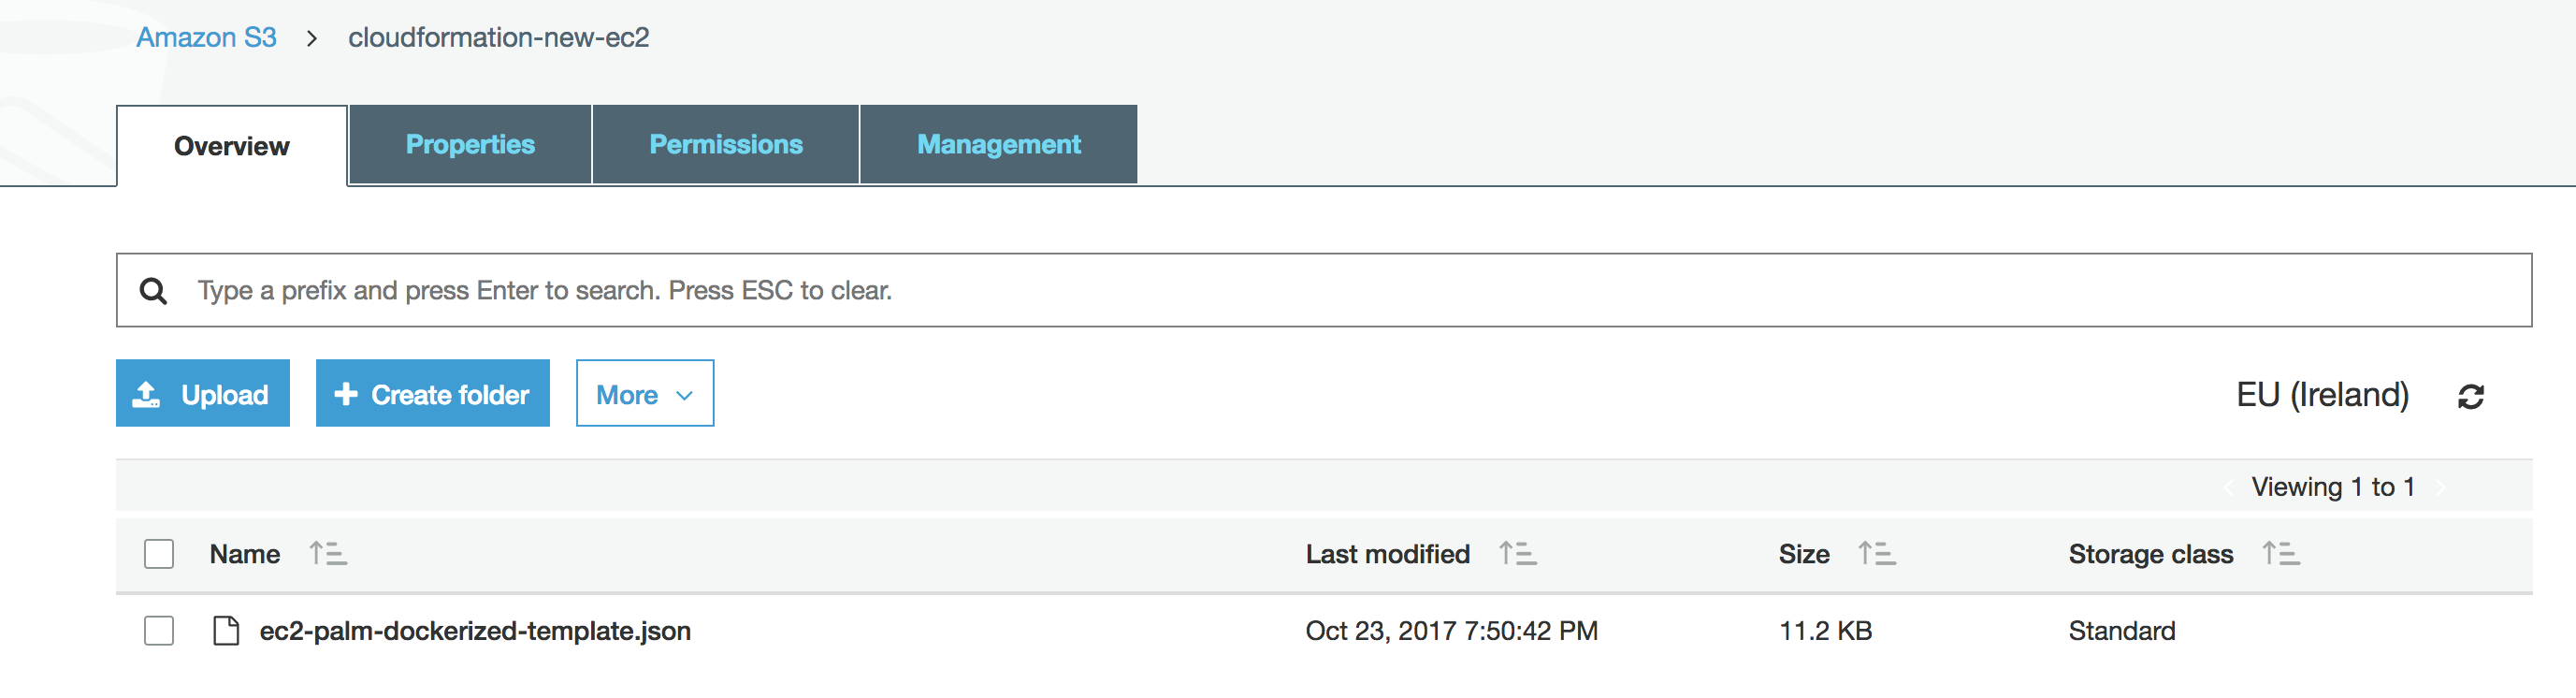 Amazon S3 > cloudformation-new-ec2
Overview Properties Permissions Management
Type a prefix and press Enter to search. Press ESC to clear.
Upload + Create folder More EU (Ireland)
Viewing 1 to 1
Name Last modified Size Storage class
ec2-palm-dockerized-template.json Oct 23, 2017 7:50:42 PM 11.2 KB Standard